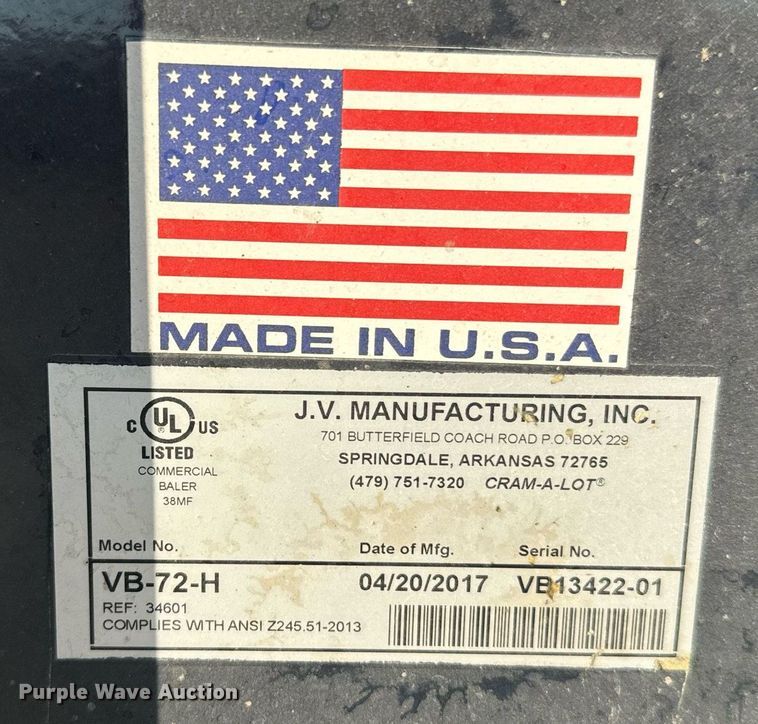 MADE IN U.S.A.
C UL ® US
LISTED
COMMERCIAL
BALER
38MF
J.V. MANUFACTURING, INC.
701 BUTTERFIELD COACH ROAD P.O. BOX 229
SPRINGDALE, ARKANSAS 72765
(479) 751-7320 CRAM-A-LOT®
Model No. Date of Mfg. Serial No.
VB-72-H 04/20/2017 VB13422-01
REF: 34601
COMPLIES WITH ANSI Z245.51-2013
Purple Wave Auction